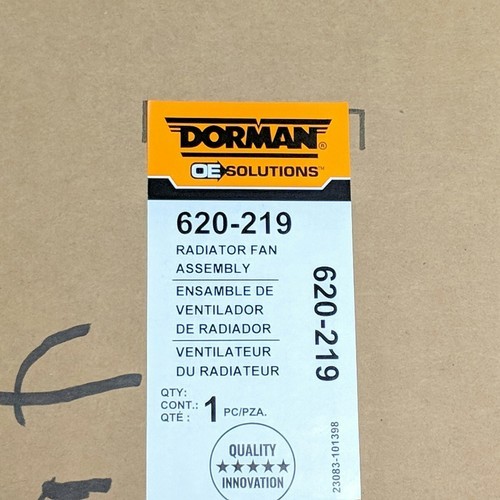 DORMAN®
OE SOLUTIONS™
620-219
RADIATOR FAN
ASSEMBLY
ENSAMBLE DE
VENTILADOR
DE RADIADOR
VENTILATEUR
DU RADIATEUR
QTY:
CONT.: 1 PC/PZA.
QTÉ :
620-219
23083-101398
QUALITY
INNOVATION